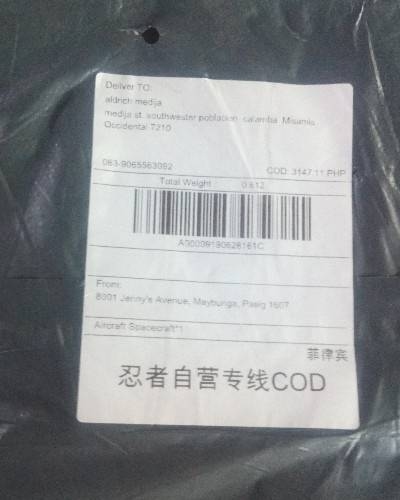 Deliver TO:
aldrich medija
medija st. southwester poblacion, calamba, Misamis
Occidental 7210
063-9065563092
COD: 3147.11 PHP
Total Weight : 0.612
A00009190628161C
From:
8001 Jenny's Avenue, Maybunga, Pasig 1607
Aircraft Spacecraft*1
菲律宾
忍者自营专线COD